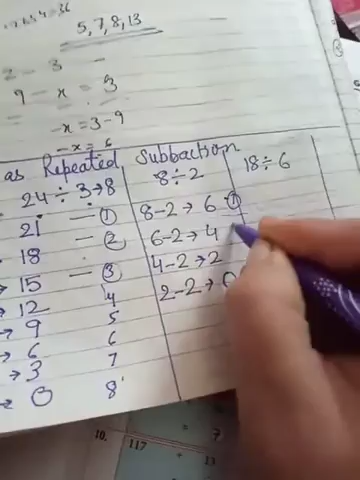 5, 7, 8, 13
2 - 3 -
9 - x = 3
-x = 3-9
-x = 6
as Repeated Subbaction
24 ÷ 3 → 8
21 — 1
18 — 2
15 — 3
→ 12 4
→ 9 5
→ 6 6
→ 3 7
→ 0 8
8 ÷ 2
8-2 → 6 - 1
6-2 → 4
4-2 → 2
2-2 → 0
18 ÷ 6
10. 117 ÷ 13
= 7